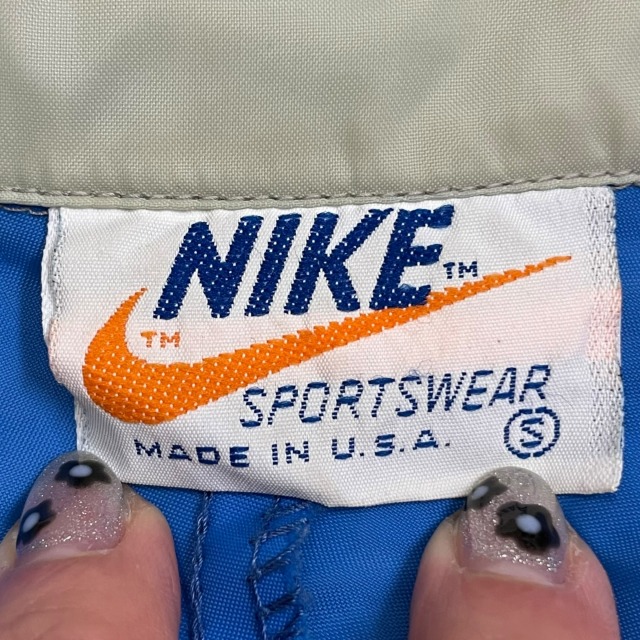 NIKE™
™
SPORTSWEAR
MADE IN U.S.A. Ⓢ